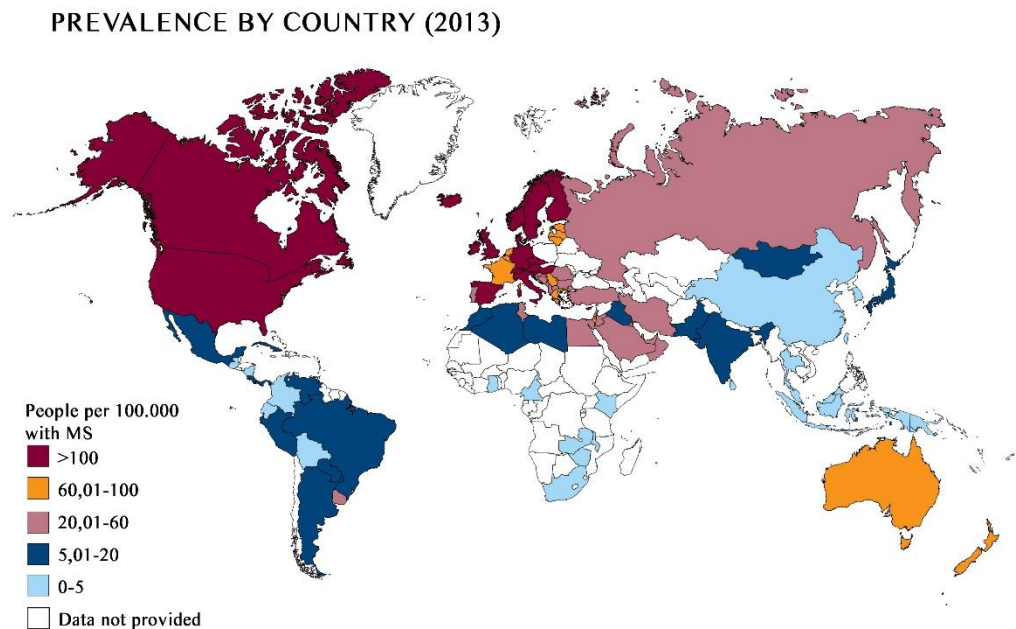 PREVALENCE BY COUNTRY (2013)
People per 100.000
with MS
>100
60,01-100
20,01-60
5,01-20
0-5
Data not provided